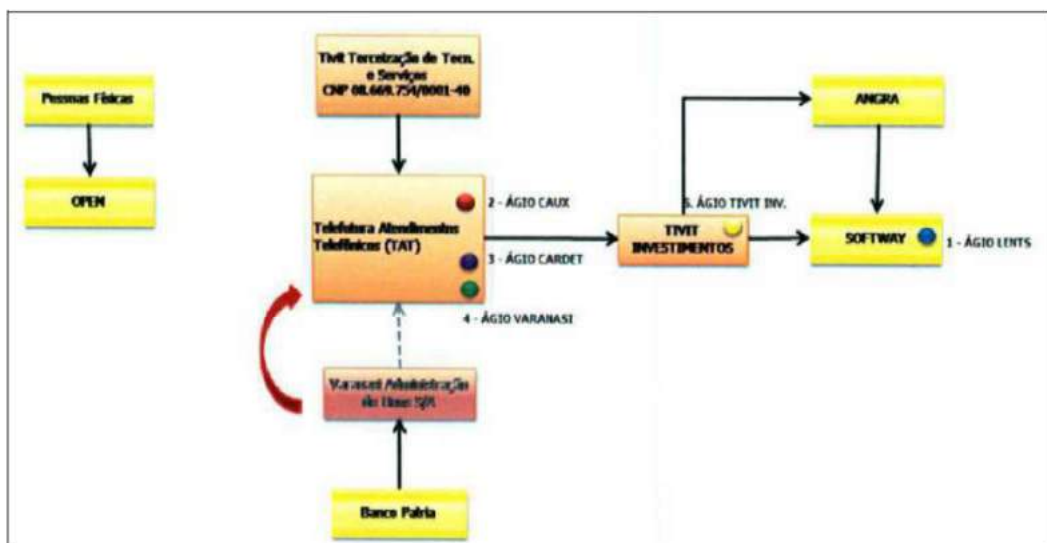 Tivit Terceirização de Tecn.
e Serviços
CNP 08.669.754/0001-40
Pessoas Físicas
ANGRA
OPEN
2 - ÁGIO CAUX
5. ÁGIO TIVIT INV.
Telefutura Atendimentos
Telefônicos (TAT)
TIVIT
INVESTIMENTOS
SOFTWAY
1 - ÁGIO LENTS
3 - ÁGIO CARDET
4 - ÁGIO VARANASI
Varanasi Administração
de Bens S/A
Banco Patria